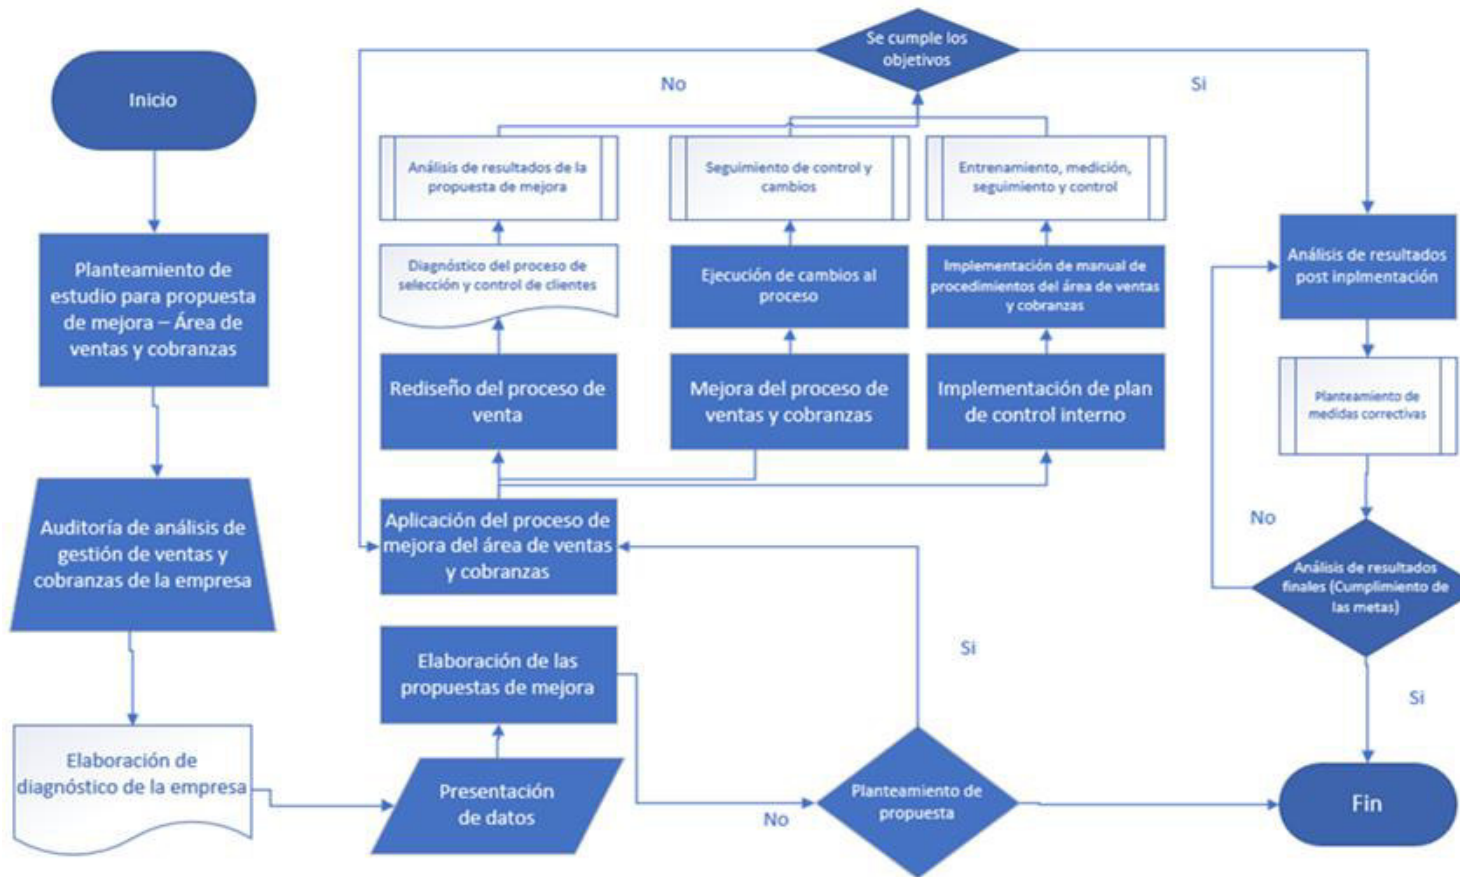 Inicio
Planteamiento de
estudio para propuesta
de mejora – Área de
ventas y cobranzas
Auditoría de análisis de
gestión de ventas y
cobranzas de la empresa
Elaboración de
diagnóstico de la empresa
Presentación
de datos
Elaboración de las
propuestas de mejora
No
Planteamiento de
propuesta
Si
Aplicación del proceso de
mejora del área de ventas
y cobranzas
Rediseño del proceso de
venta
Diagnóstico del proceso de
selección y control de clientes
Análisis de resultados de la
propuesta de mejora
Mejora del proceso de
ventas y cobranzas
Ejecución de cambios al
proceso
Seguimiento de control y
cambios
Implementación de plan
de control interno
Implementación de manual de
procedimientos del área de ventas
y cobranzas
Entrenamiento, medición,
seguimiento y control
Se cumple los
objetivos
No
Si
Análisis de resultados
post inplmentación
Planteamiento de
medidas correctivas
No
Análisis de resultados
finales (Cumplimiento de
las metas)
Si
Fin